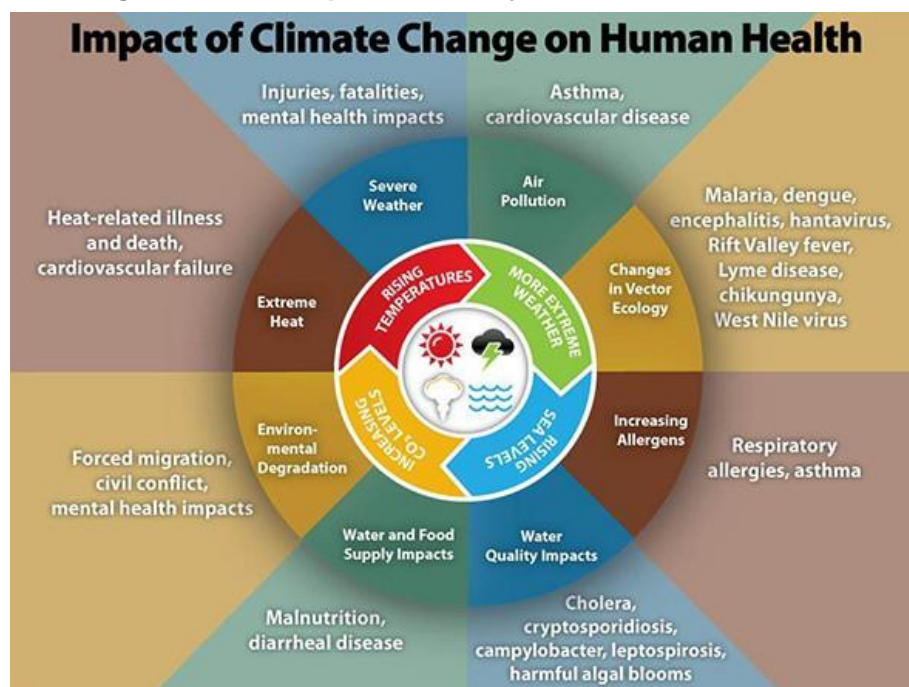 Impact of Climate Change on Human Health
Injuries, fatalities,
mental health impacts
Asthma,
cardiovascular disease
Severe
Weather
Air
Pollution
Heat-related illness
and death,
cardiovascular failure
Malaria, dengue,
encephalitis, hantavirus,
Rift Valley fever,
Lyme disease,
chikungunya,
West Nile virus
Extreme
Heat
Changes
in Vector
Ecology
RISING
TEMPERATURES
MORE EXTREME
WEATHER
INCREASING
CO₂ LEVELS
RISING
SEA LEVELS
Environ-
mental
Degradation
Increasing
Allergens
Forced migration,
civil conflict,
mental health impacts
Respiratory
allergies, asthma
Water and Food
Supply Impacts
Water
Quality Impacts
Malnutrition,
diarrheal disease
Cholera,
cryptosporidiosis,
campylobacter, leptospirosis,
harmful algal blooms